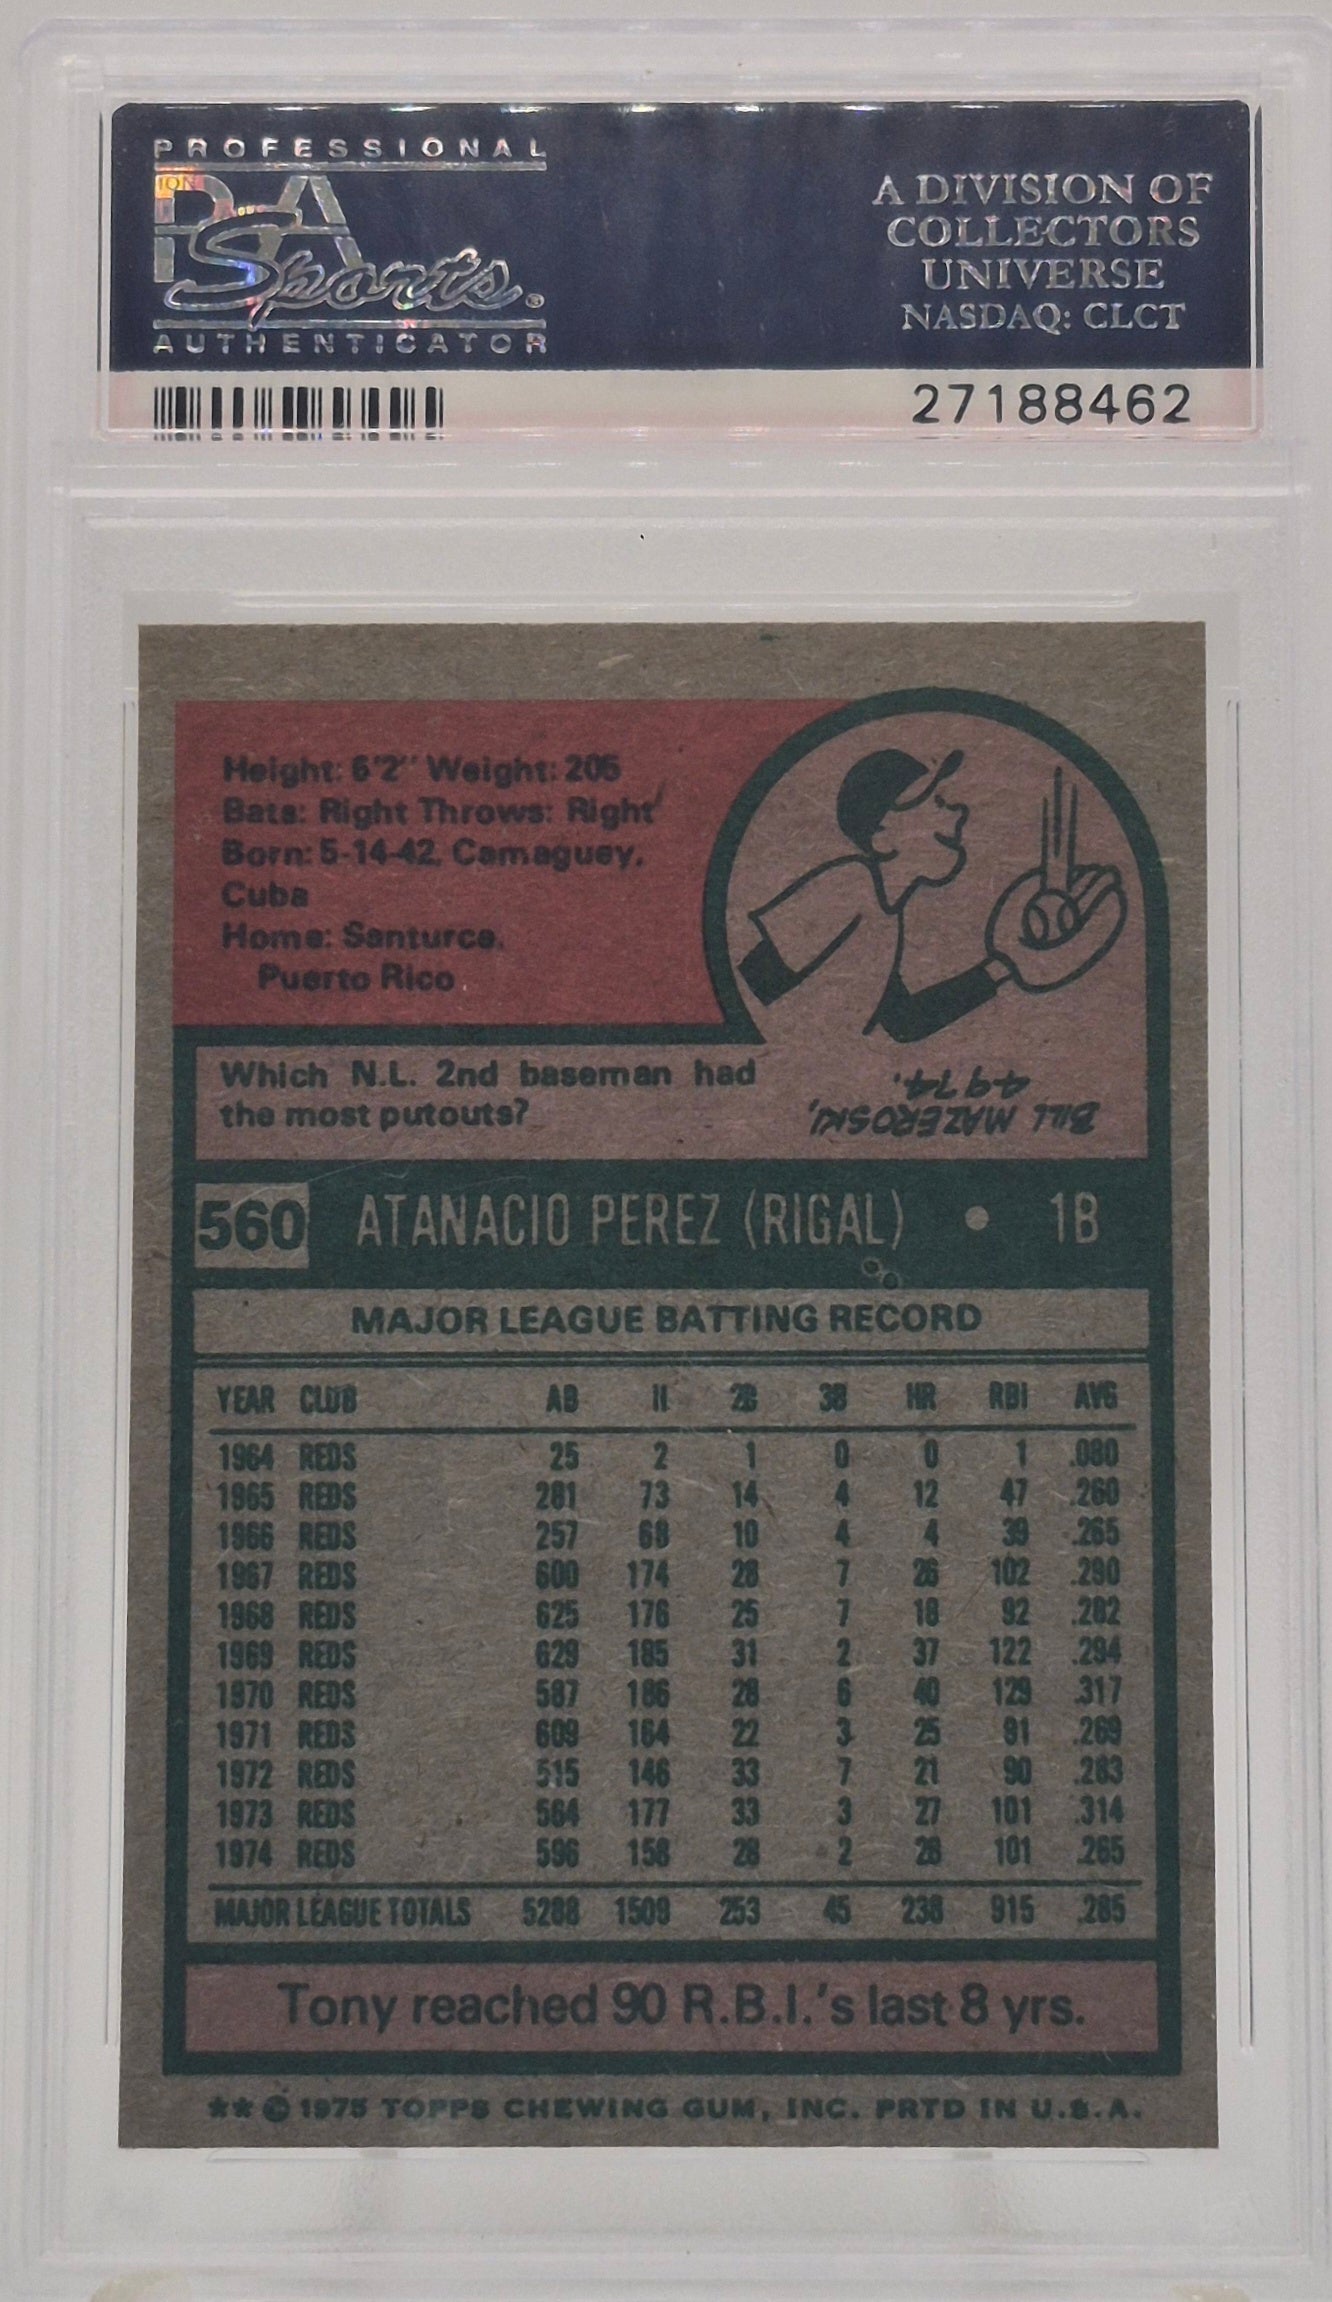 PROFESSIONAL
PSA
Sports®
AUTHENTICATOR
A DIVISION OF
COLLECTORS
UNIVERSE
NASDAQ: CLCT
27188462
Height: 6'2" Weight: 205
Bats: Right Throws: Right
Born: 5-14-42, Camaguey,
Cuba
Home: Santurce,
Puerto Rico
Which N.L. 2nd baseman had
the most putouts?
BILL MAZEROSKI,
4974.
560 ATANACIO PEREZ (RIGAL) • 1B
MAJOR LEAGUE BATTING RECORD
YEAR CLUB AB H 2B 3B HR RBI AVG
1964 REDS 25 2 1 0 0 1 .080
1965 REDS 281 73 14 4 12 47 .260
1966 REDS 257 68 10 4 4 39 .265
1967 REDS 600 174 28 7 26 102 .290
1968 REDS 625 176 25 7 18 92 .282
1969 REDS 629 185 31 2 37 122 .294
1970 REDS 587 186 28 6 40 129 .317
1971 REDS 609 164 22 3 25 91 .269
1972 REDS 515 146 33 7 21 90 .283
1973 REDS 564 177 33 3 27 101 .314
1974 REDS 596 158 28 2 28 101 .265
MAJOR LEAGUE TOTALS 5288 1509 253 45 238 915 .285
Tony reached 90 R.B.I.'s last 8 yrs.
** © 1975 TOPPS CHEWING GUM, INC. PRTD IN U.S.A.